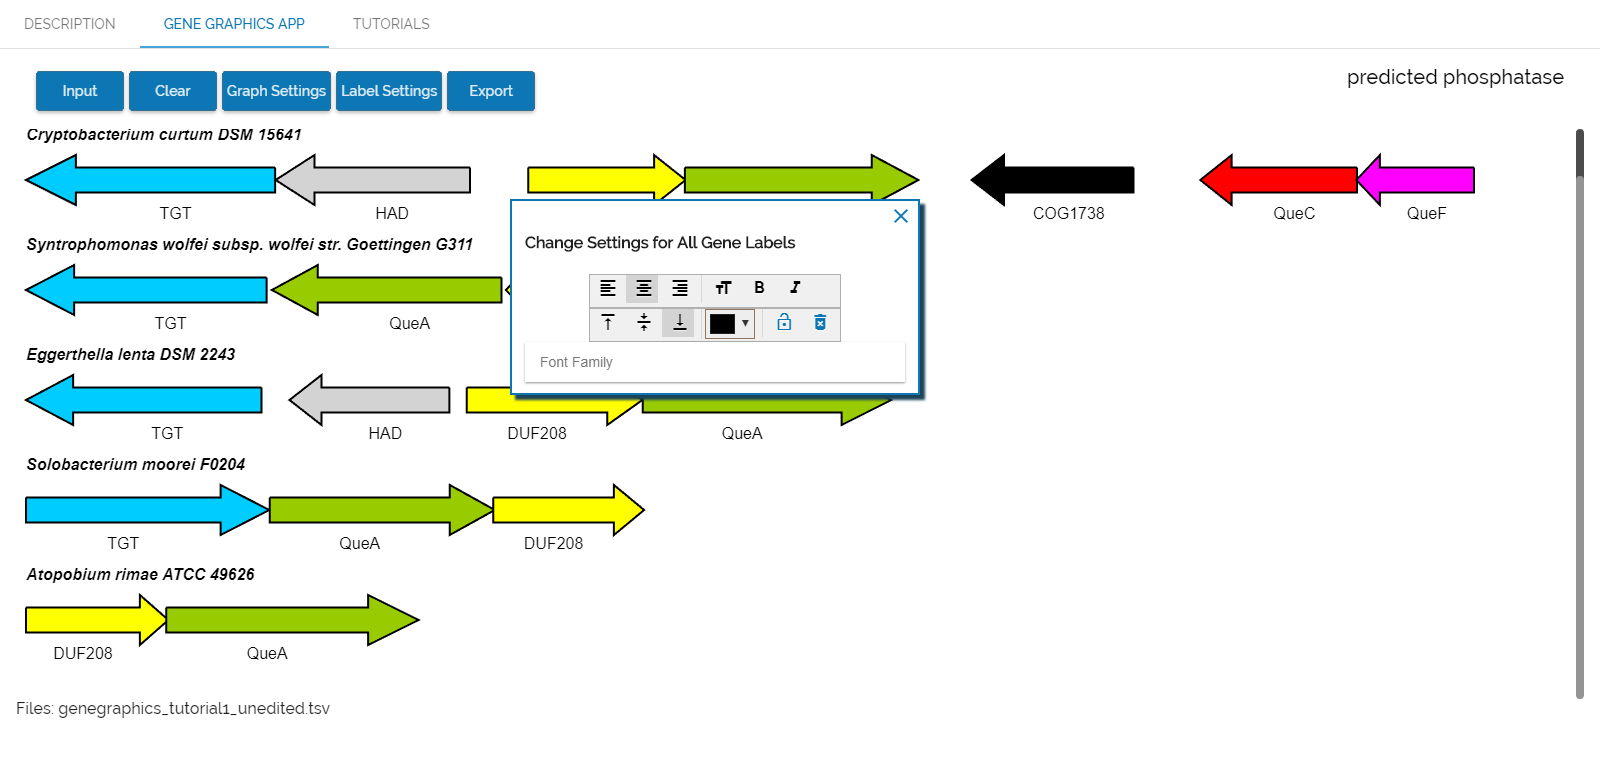 DESCRIPTION GENE GRAPHICS APP TUTORIALS
Input Clear Graph Settings Label Settings Export
predicted phosphatase
Cryptobacterium curtum DSM 15641
TGT HAD COG1738 QueC QueF
Syntrophomonas wolfei subsp. wolfei str. Goettingen G311
TGT QueA
Change Settings for All Gene Labels
B I
Font Family
Eggerthella lenta DSM 2243
TGT HAD DUF208 QueA
Solobacterium moorei F0204
TGT QueA DUF208
Atopobium rimae ATCC 49626
DUF208 QueA
Files: genegraphics_tutorial1_unedited.tsv